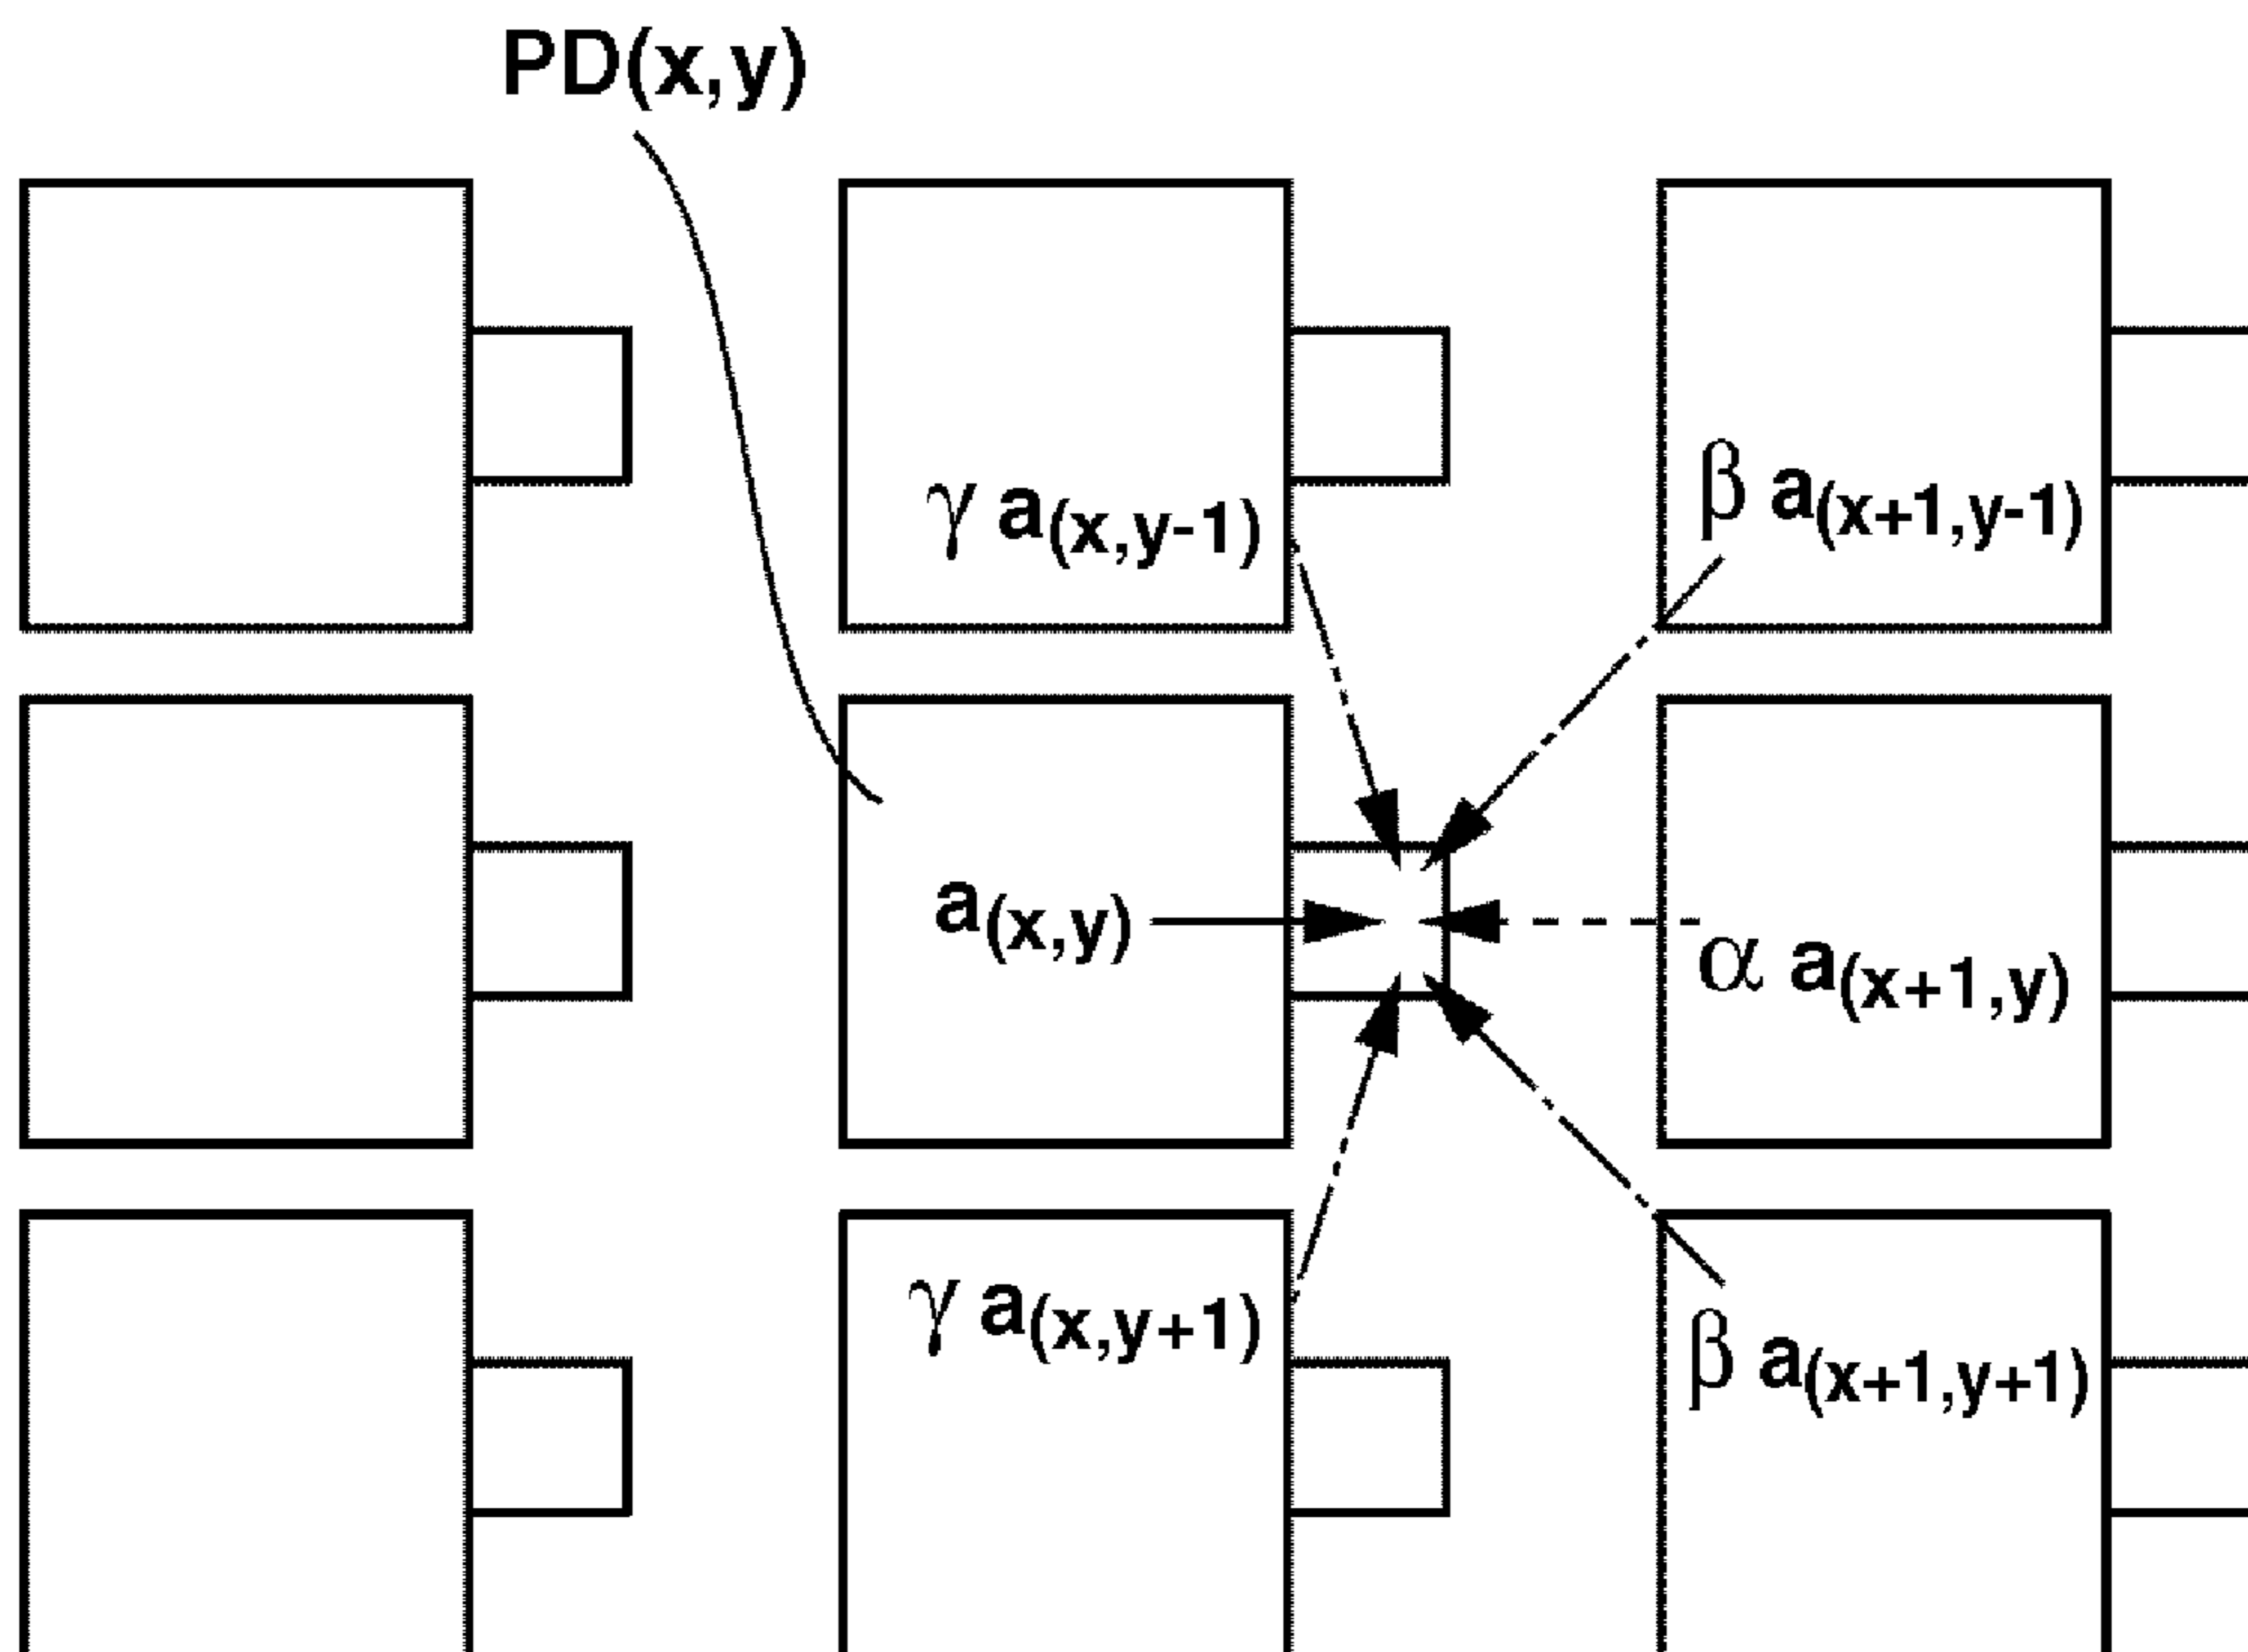 PD(x,y)
γ a(x,y-1)
β a(x+1,y-1)
a(x,y)
α a(x+1,y)
γ a(x,y+1)
β a(x+1,y+1)